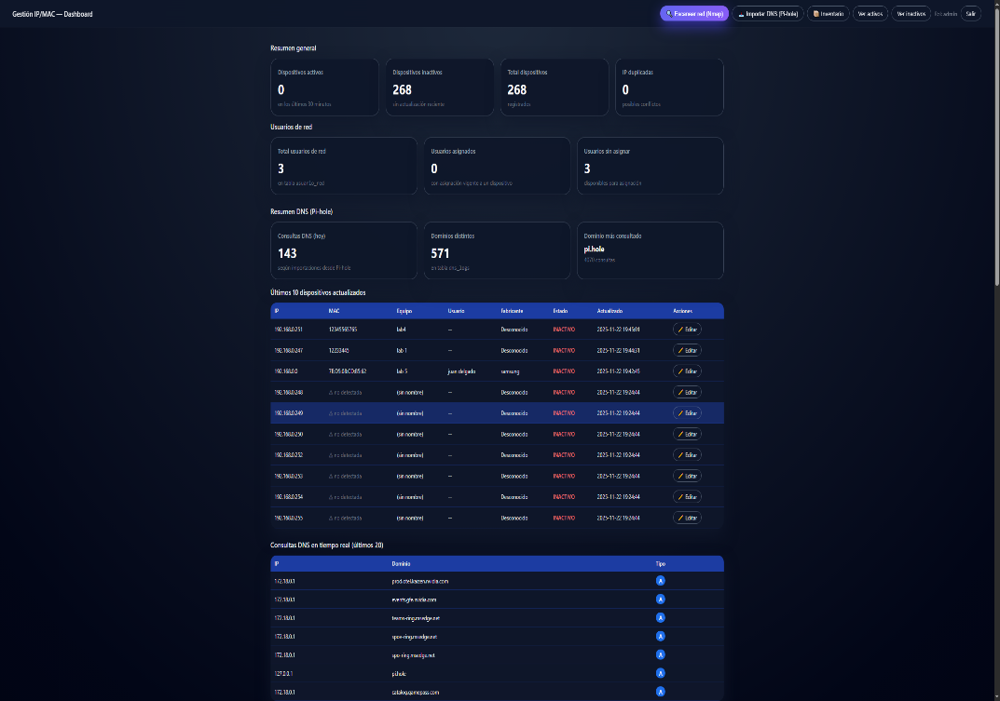 Gestión IP/MAC — Dashboard
Escanear red (Nmap)
Importar DNS (Pi-hole)
Inventario
Ver activos
Ver inactivos
admin
Salir
Resumen general
Dispositivos activos
0
en los últimos 30 minutos
Dispositivos inactivos
268
sin actualización reciente
Total dispositivos
268
registrados
IP duplicadas
0
posibles conflictos
Usuarios de red
Total usuarios de red
3
en tabla usuario_red
Usuarios asignados
0
con asignación vigente a un dispositivo
Usuarios sin asignar
3
disponibles para asignación
Resumen DNS (Pi-hole)
Consultas DNS (hoy)
143
según importaciones desde Pi-hole
Dominios distintos
571
en tabla dns_logs
Dominio más consultado
pi.hole
4070 consultas
Últimos 10 dispositivos actualizados
IP MAC Equipo Usuario Fabricante Estado Actualizado Acciones
192.168.0.251 12345565765 lab4 — Desconocido INACTIVO 2025-11-22 19:45:01 Editar
192.168.0.247 12233445 lab 1 — Desconocido INACTIVO 2025-11-22 19:44:31 Editar
192.168.0.0 7E:D5:08:CD:B5:62 lab 5 juan delgado samsung INACTIVO 2025-11-22 19:42:45 Editar
192.168.0.248 ⚠ no detectada (sin nombre) — Desconocido INACTIVO 2025-11-22 19:24:44 Editar
192.168.0.249 ⚠ no detectada (sin nombre) — Desconocido INACTIVO 2025-11-22 19:24:44 Editar
192.168.0.250 ⚠ no detectada (sin nombre) — Desconocido INACTIVO 2025-11-22 19:24:44 Editar
192.168.0.252 ⚠ no detectada (sin nombre) — Desconocido INACTIVO 2025-11-22 19:24:44 Editar
192.168.0.253 ⚠ no detectada (sin nombre) — Desconocido INACTIVO 2025-11-22 19:24:44 Editar
192.168.0.254 ⚠ no detectada (sin nombre) — Desconocido INACTIVO 2025-11-22 19:24:44 Editar
192.168.0.255 ⚠ no detectada (sin nombre) — Desconocido INACTIVO 2025-11-22 19:24:44 Editar
Consultas DNS en tiempo real (últimos 20)
IP Dominio Tipo
172.18.0.1 prod.otel.kaizen.nvidia.com A
172.18.0.1 events.gfe.nvidia.com A
172.18.0.1 teams-ring.msedge.net A
172.18.0.1 spov-ring.msedge.net A
172.18.0.1 spo-ring.msedge.net A
127.0.0.1 pi.hole A
172.18.0.1 catalog.gamepass.com A